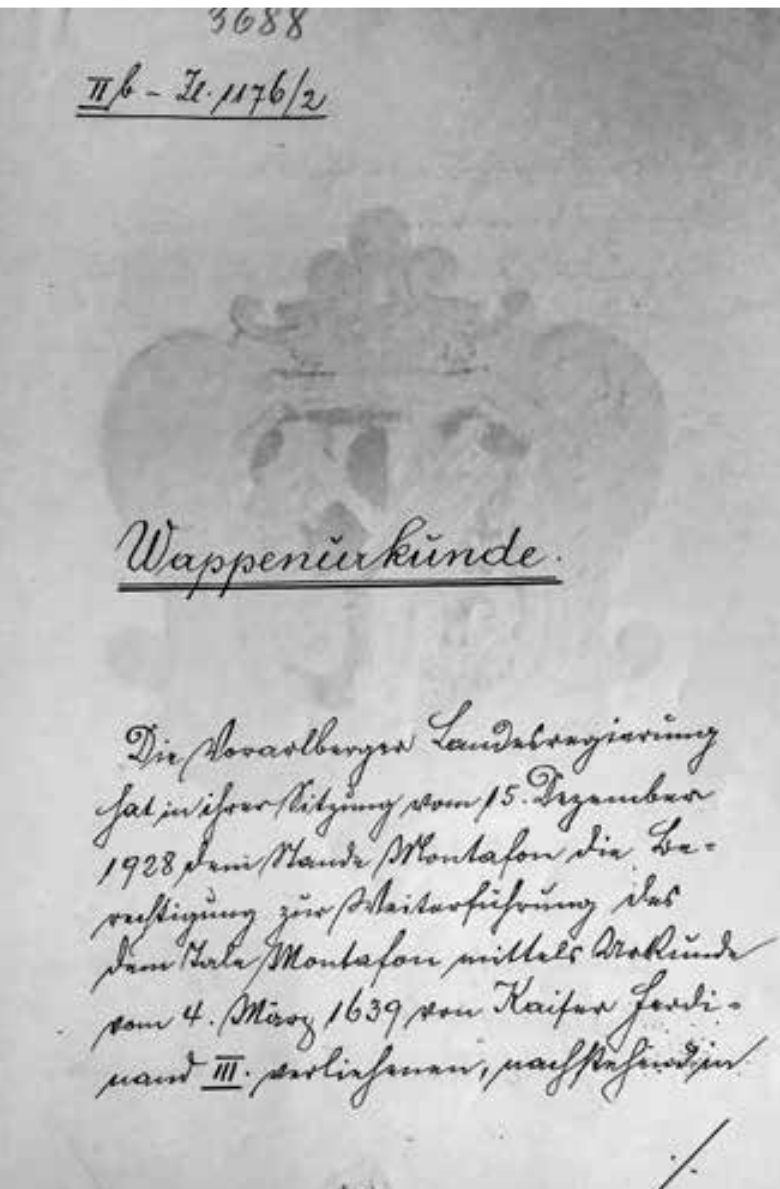 3688
IIb - Zl. 1176/2
Wappenurkunde.
Die Vorarlberger Landesregierung
hat in ihrer Sitzung vom 15. Dezember
1928 dem Stande Montafon die Be-
rechtigung zur Weiterführung des
dem Tale Montafon mittels Urkunde
vom 4. März 1639 von Kaiser Ferdi-
nand III. verliehenen, nachstehend in
./.